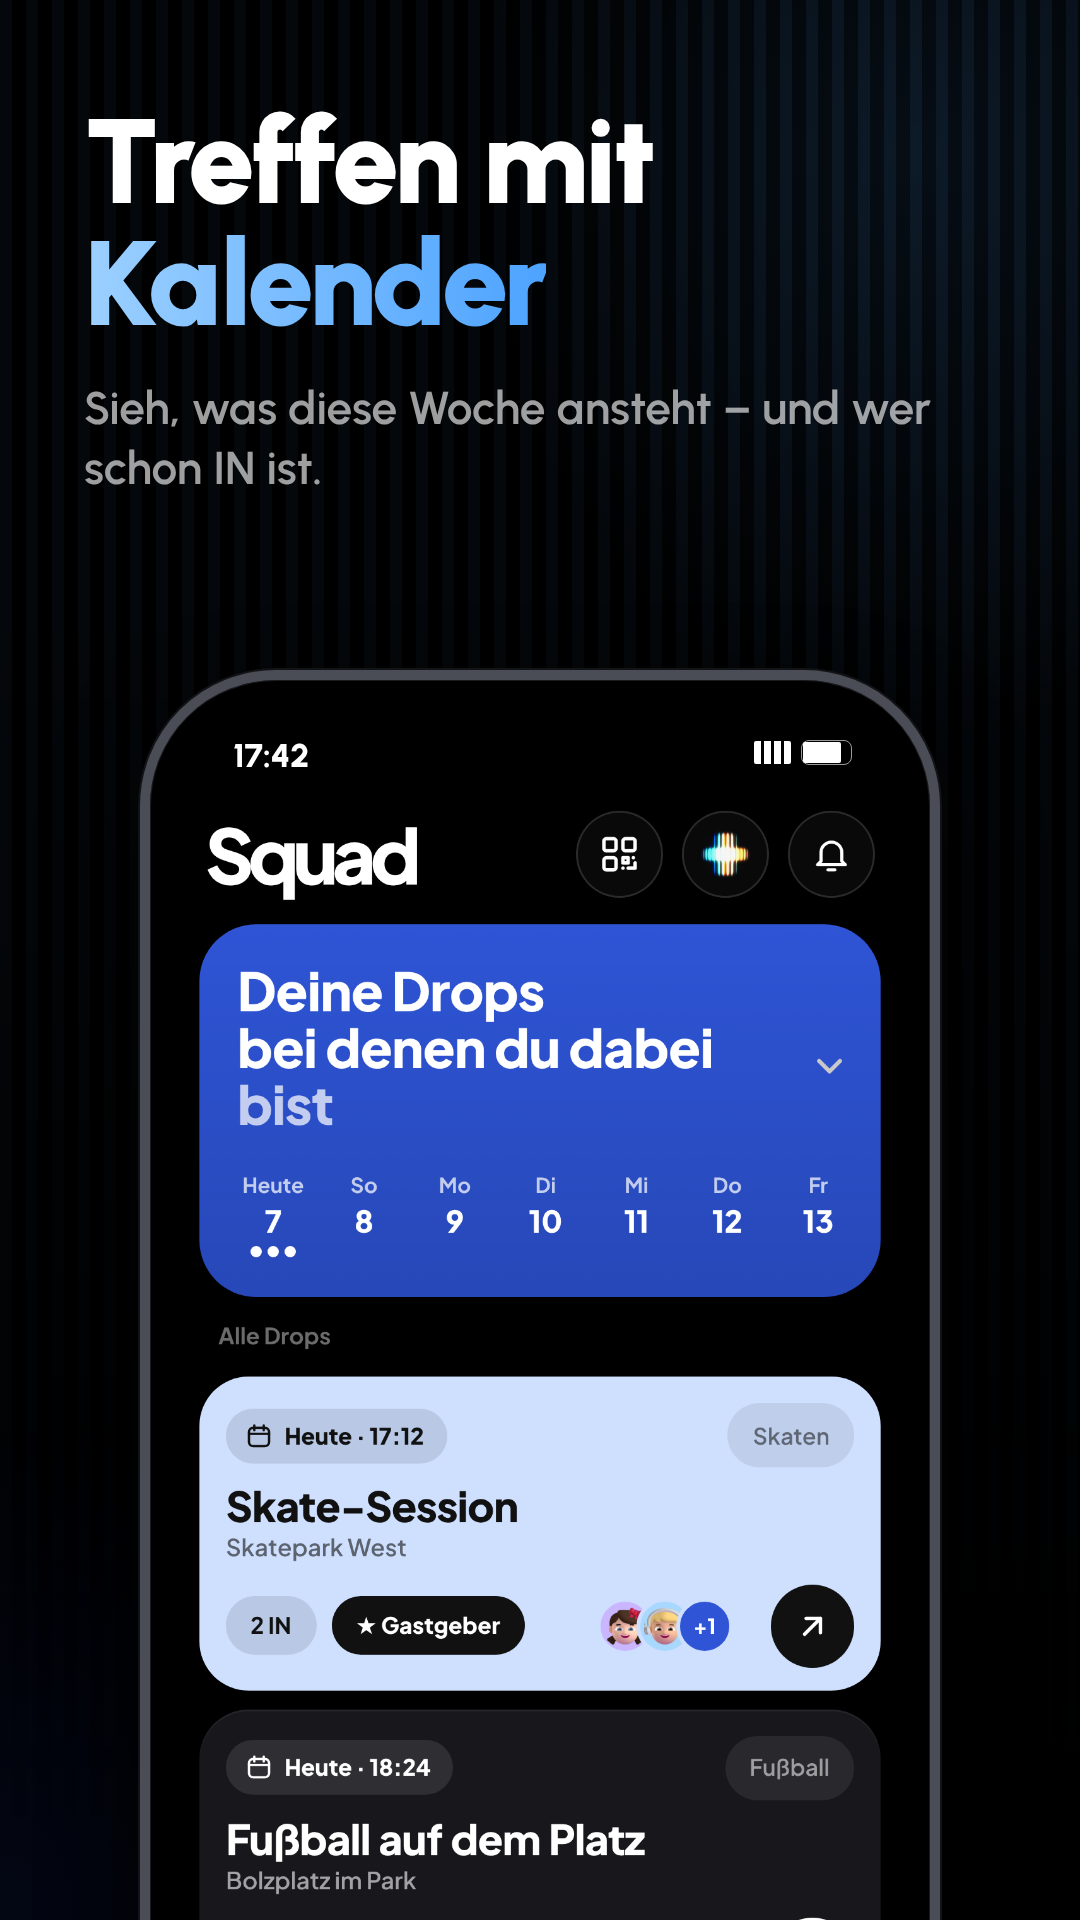 Treffen mit
Kalender
Sieh, was diese Woche ansteht – und wer
schon IN ist.
17:42
Squad
Deine Drops
bei denen du dabei
bist
Heute So Mo Di Mi Do Fr
7 8 9 10 11 12 13
Alle Drops
Heute · 17:12
Skaten
Skate-Session
Skatepark West
2 IN
★ Gastgeber
+1
Heute · 18:24
Fußball
Fußball auf dem Platz
Bolzplatz im Park